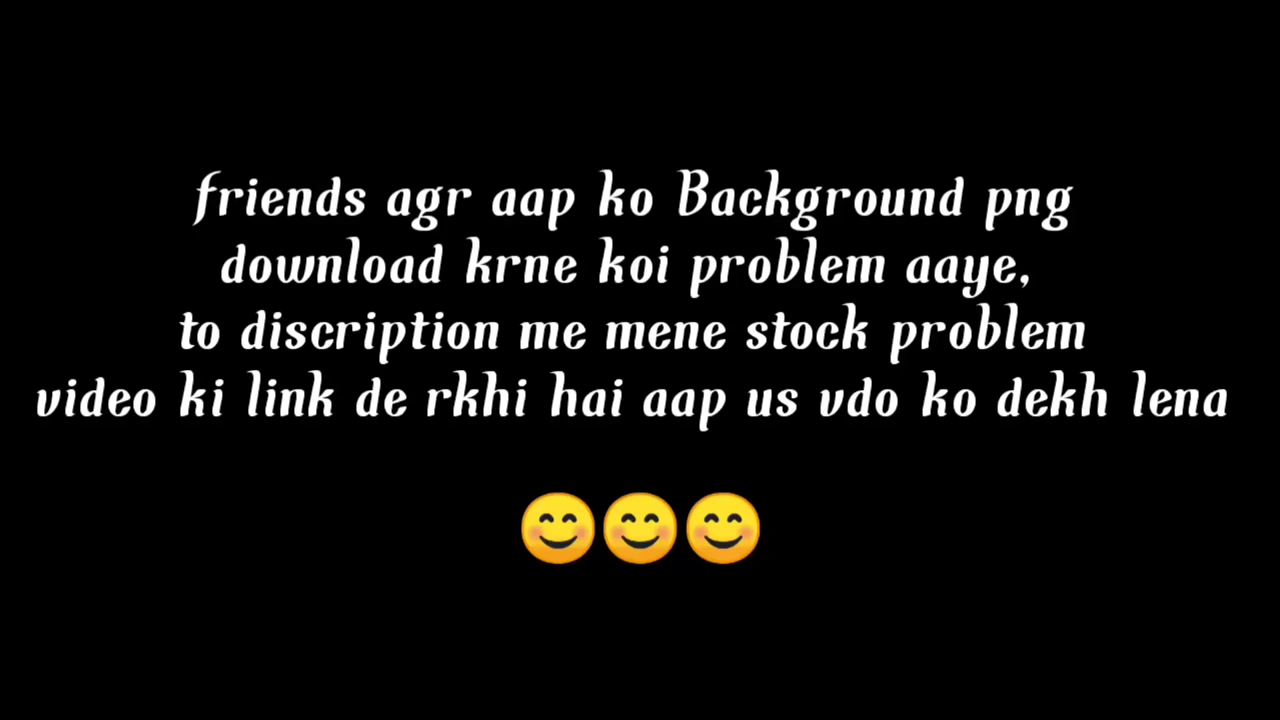 friends agr aap ko Background png
download krne koi problem aaye,
to discription me mene stock problem
video ki link de rkhi hai aap us vdo ko dekh lena
😊😊😊